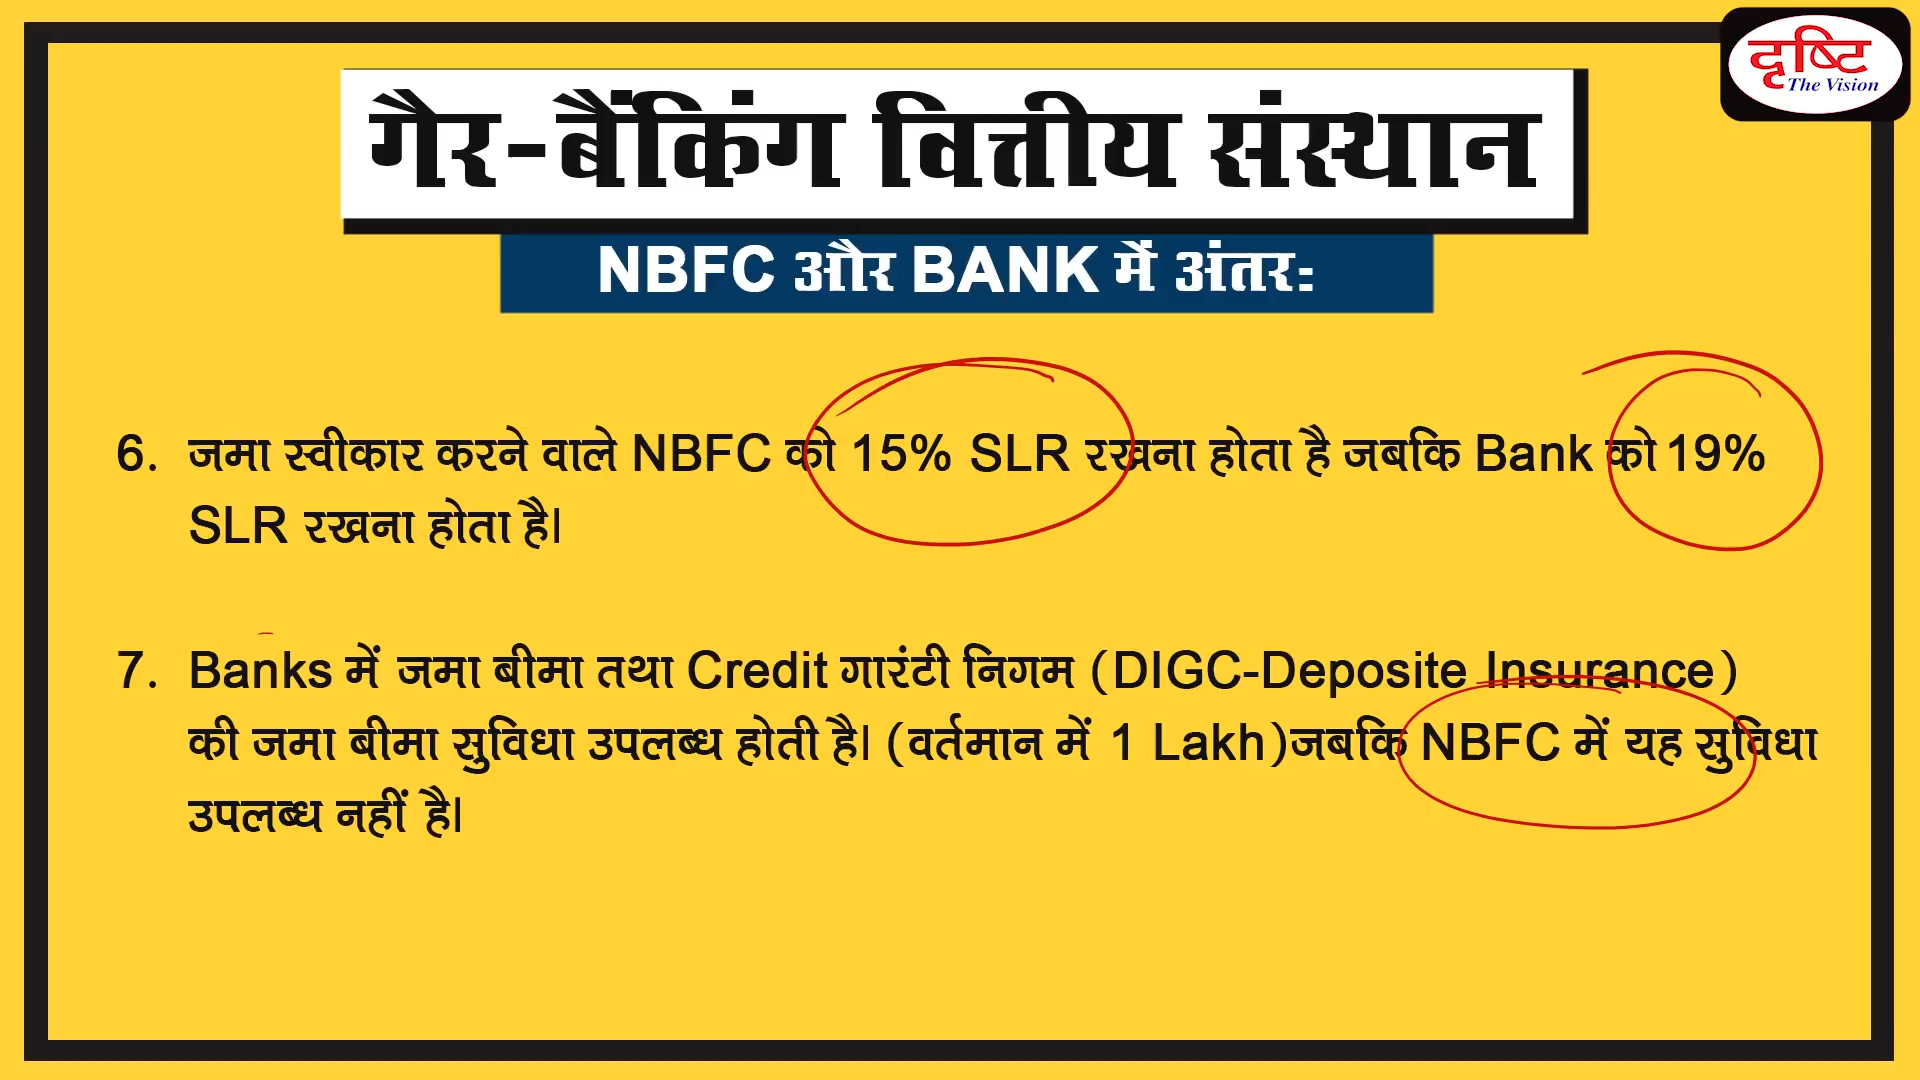 दृष्टि
The Vision
गैर-बैंकिंग वित्तीय संस्थान
NBFC और BANK में अंतर:
6. जमा स्वीकार करने वाले NBFC को 15% SLR रखना होता है जबकि Bank को 19%
SLR रखना होता है।
7. Banks में जमा बीमा तथा Credit गारंटी निगम (DIGC-Deposite Insurance)
की जमा बीमा सुविधा उपलब्ध होती है। (वर्तमान में 1 Lakh)जबकि NBFC में यह सुविधा
उपलब्ध नहीं है।